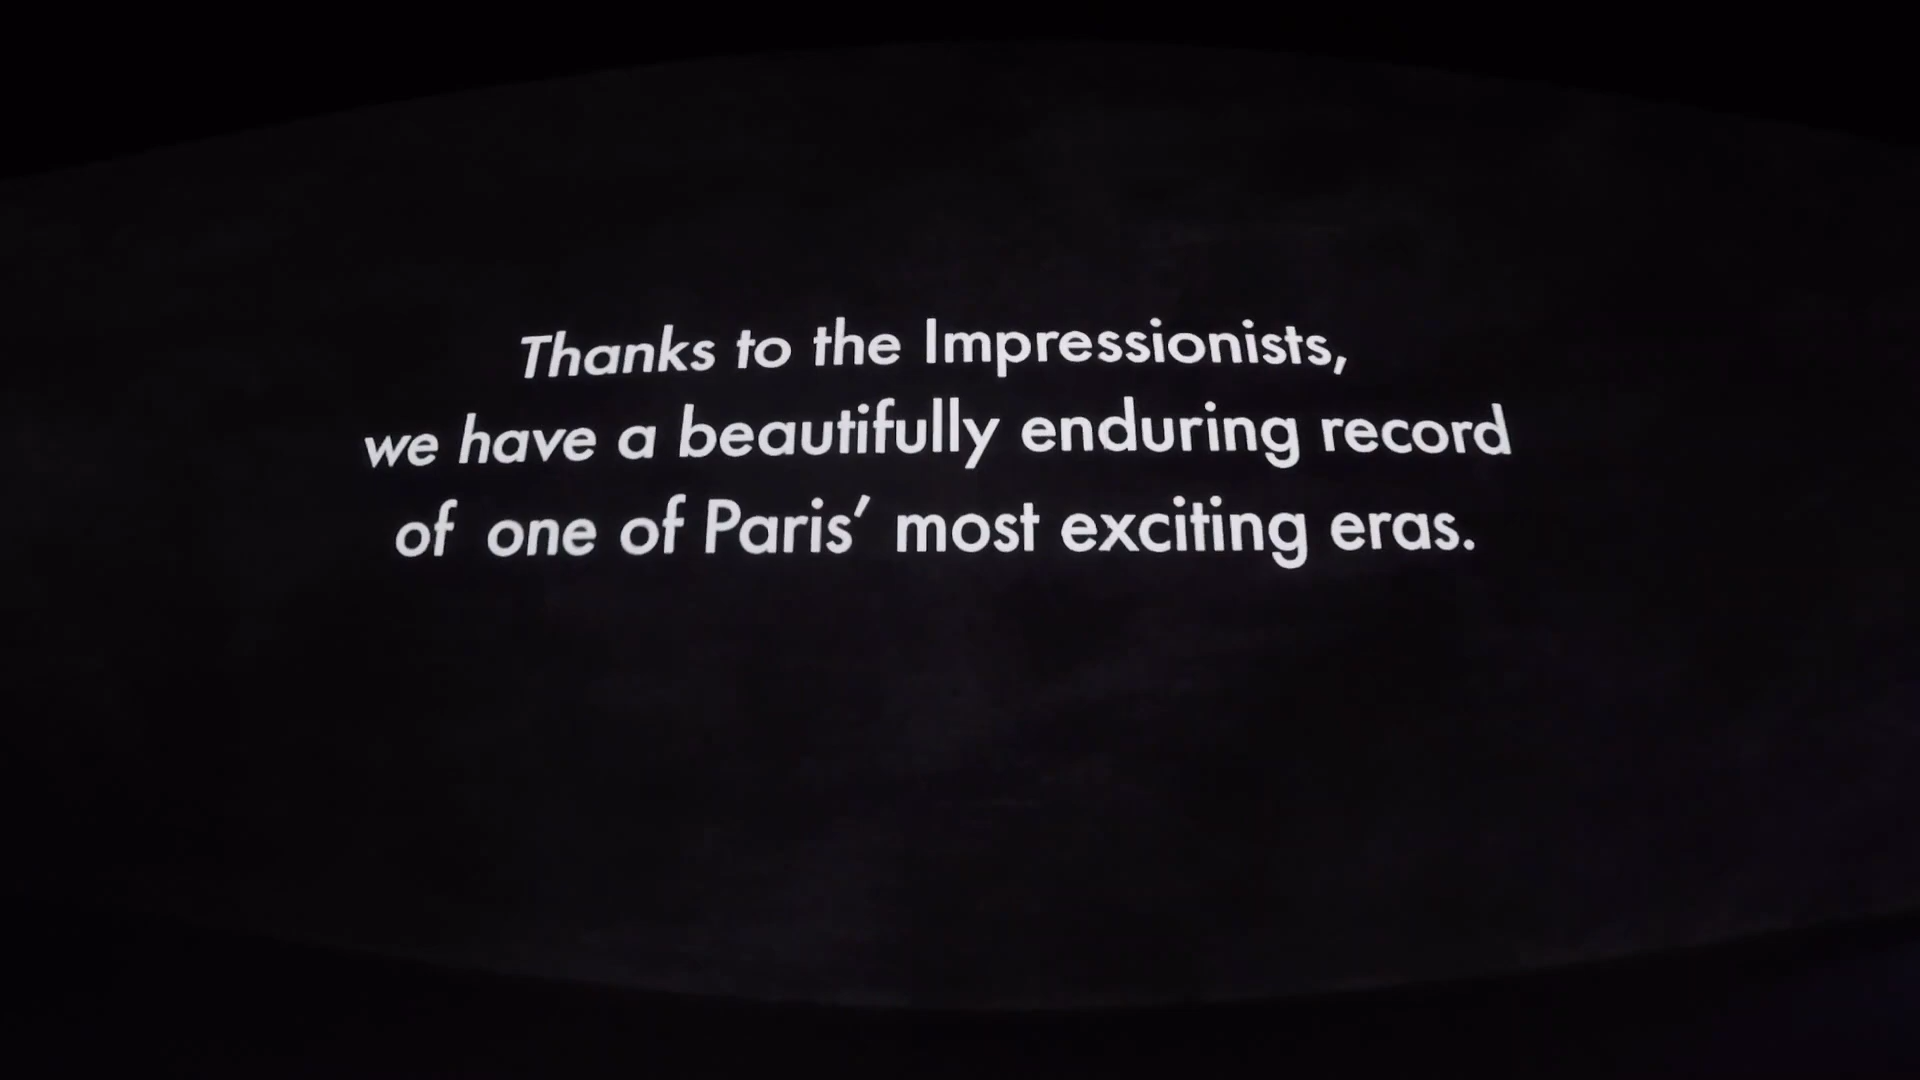 Thanks to the Impressionists,
we have a beautifully enduring record
of one of Paris’ most exciting eras.